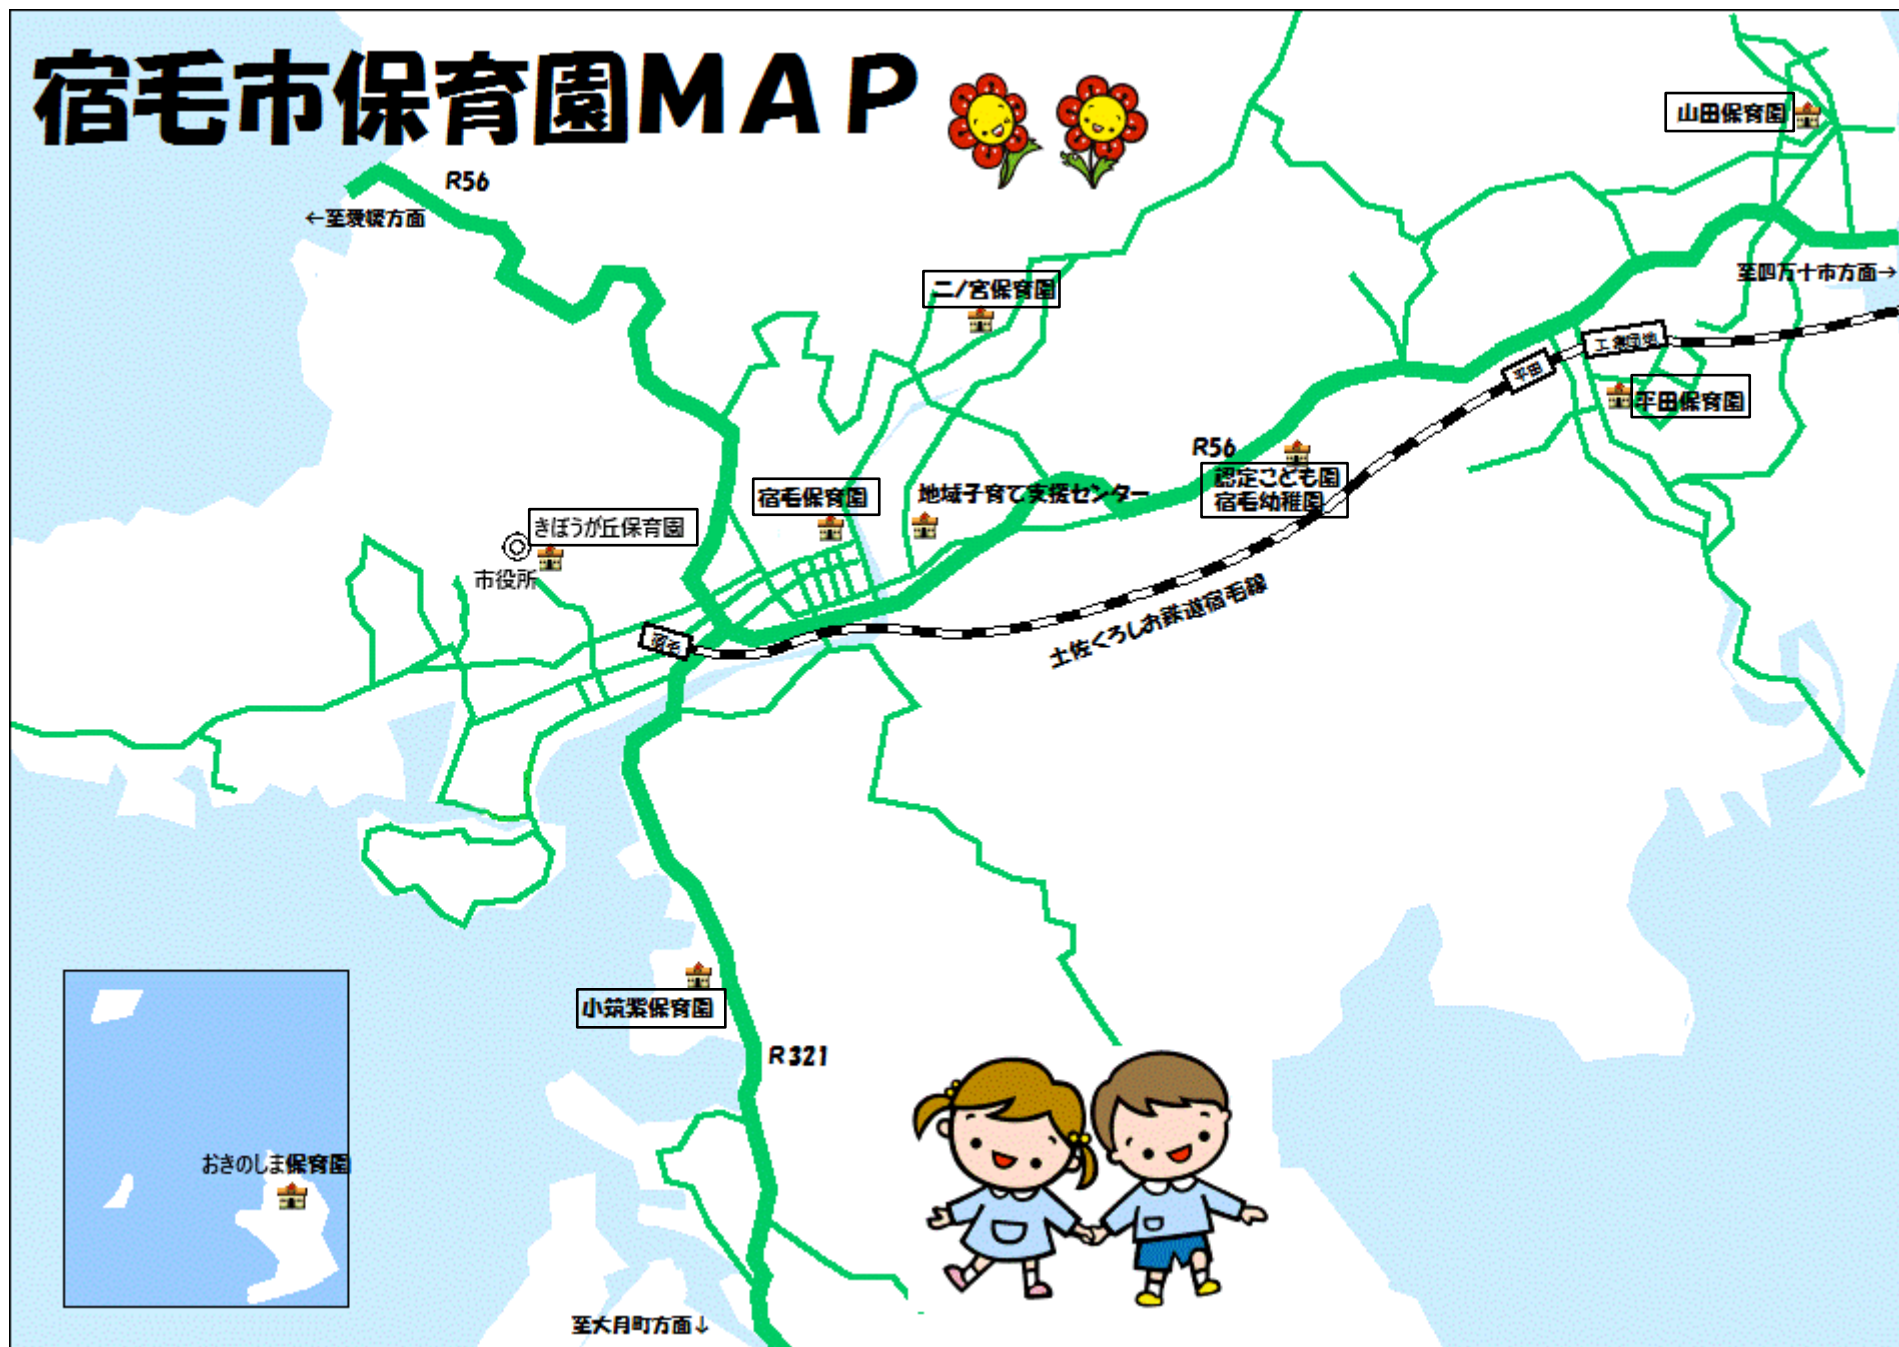 宿毛市保育園MAP
山田保育園
R56
←至愛媛方面
至四万十市方面→
二ノ宮保育園
工業団地
平田
平田保育園
R56
認定こども園
宿毛幼稚園
宿毛保育園
地域子育て支援センター
きぼうが丘保育園
市役所
宿毛
土佐くろしお鉄道宿毛線
小筑紫保育園
R321
おきのしま保育園
至大月町方面↓